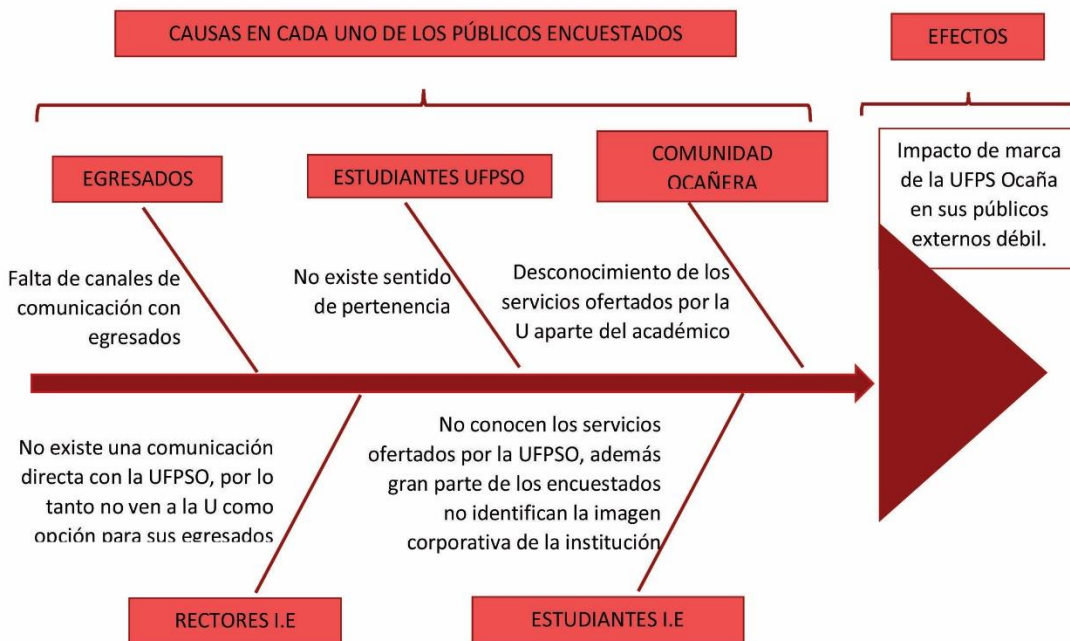 CAUSAS EN CADA UNO DE LOS PÚBLICOS ENCUESTADOS
EFECTOS
EGRESADOS
ESTUDIANTES UFPSO
COMUNIDAD
OCAÑERA
Impacto de marca
de la UFPS Ocaña
en sus públicos
externos débil.
Falta de canales de
comunicación con
egresados
No existe sentido
de pertenencia
Desconocimiento de los
servicios ofertados por la
U aparte del académico
No existe una comunicación
directa con la UFPSO, por lo
tanto no ven a la U como
opción para sus egresados
No conocen los servicios
ofertados por la UFPSO, además
gran parte de los encuestados
no identifican la imagen
corporativa de la institución
RECTORES I.E
ESTUDIANTES I.E